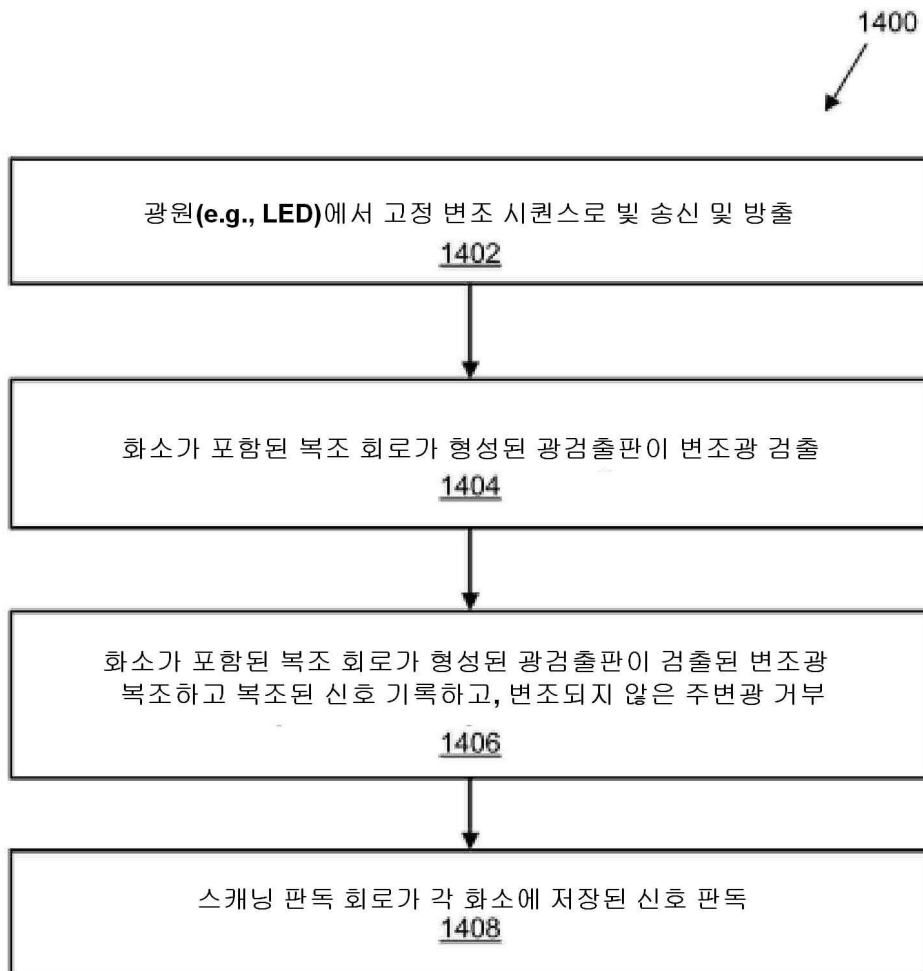 1400
광원(e.g., LED)에서 고정 변조 시퀀스로 빛 송신 및 방출
1402
화소가 포함된 복조 회로가 형성된 광검출판이 변조광 검출
1404
화소가 포함된 복조 회로가 형성된 광검출판이 검출된 변조광
복조하고 복조된 신호 기록하고, 변조되지 않은 주변광 거부
1406
스캐닝 판독 회로가 각 화소에 저장된 신호 판독
1408